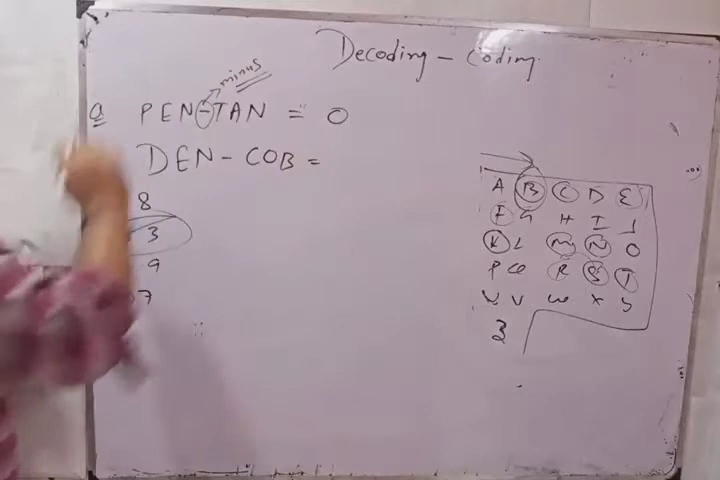 Decoding - Coding
minus
Q PEN-TAN = 0
DEN - COB =
8
3
9
7
A B C D E
F G H I J
K L M N O
P Q R S T
U V W X Y
Z